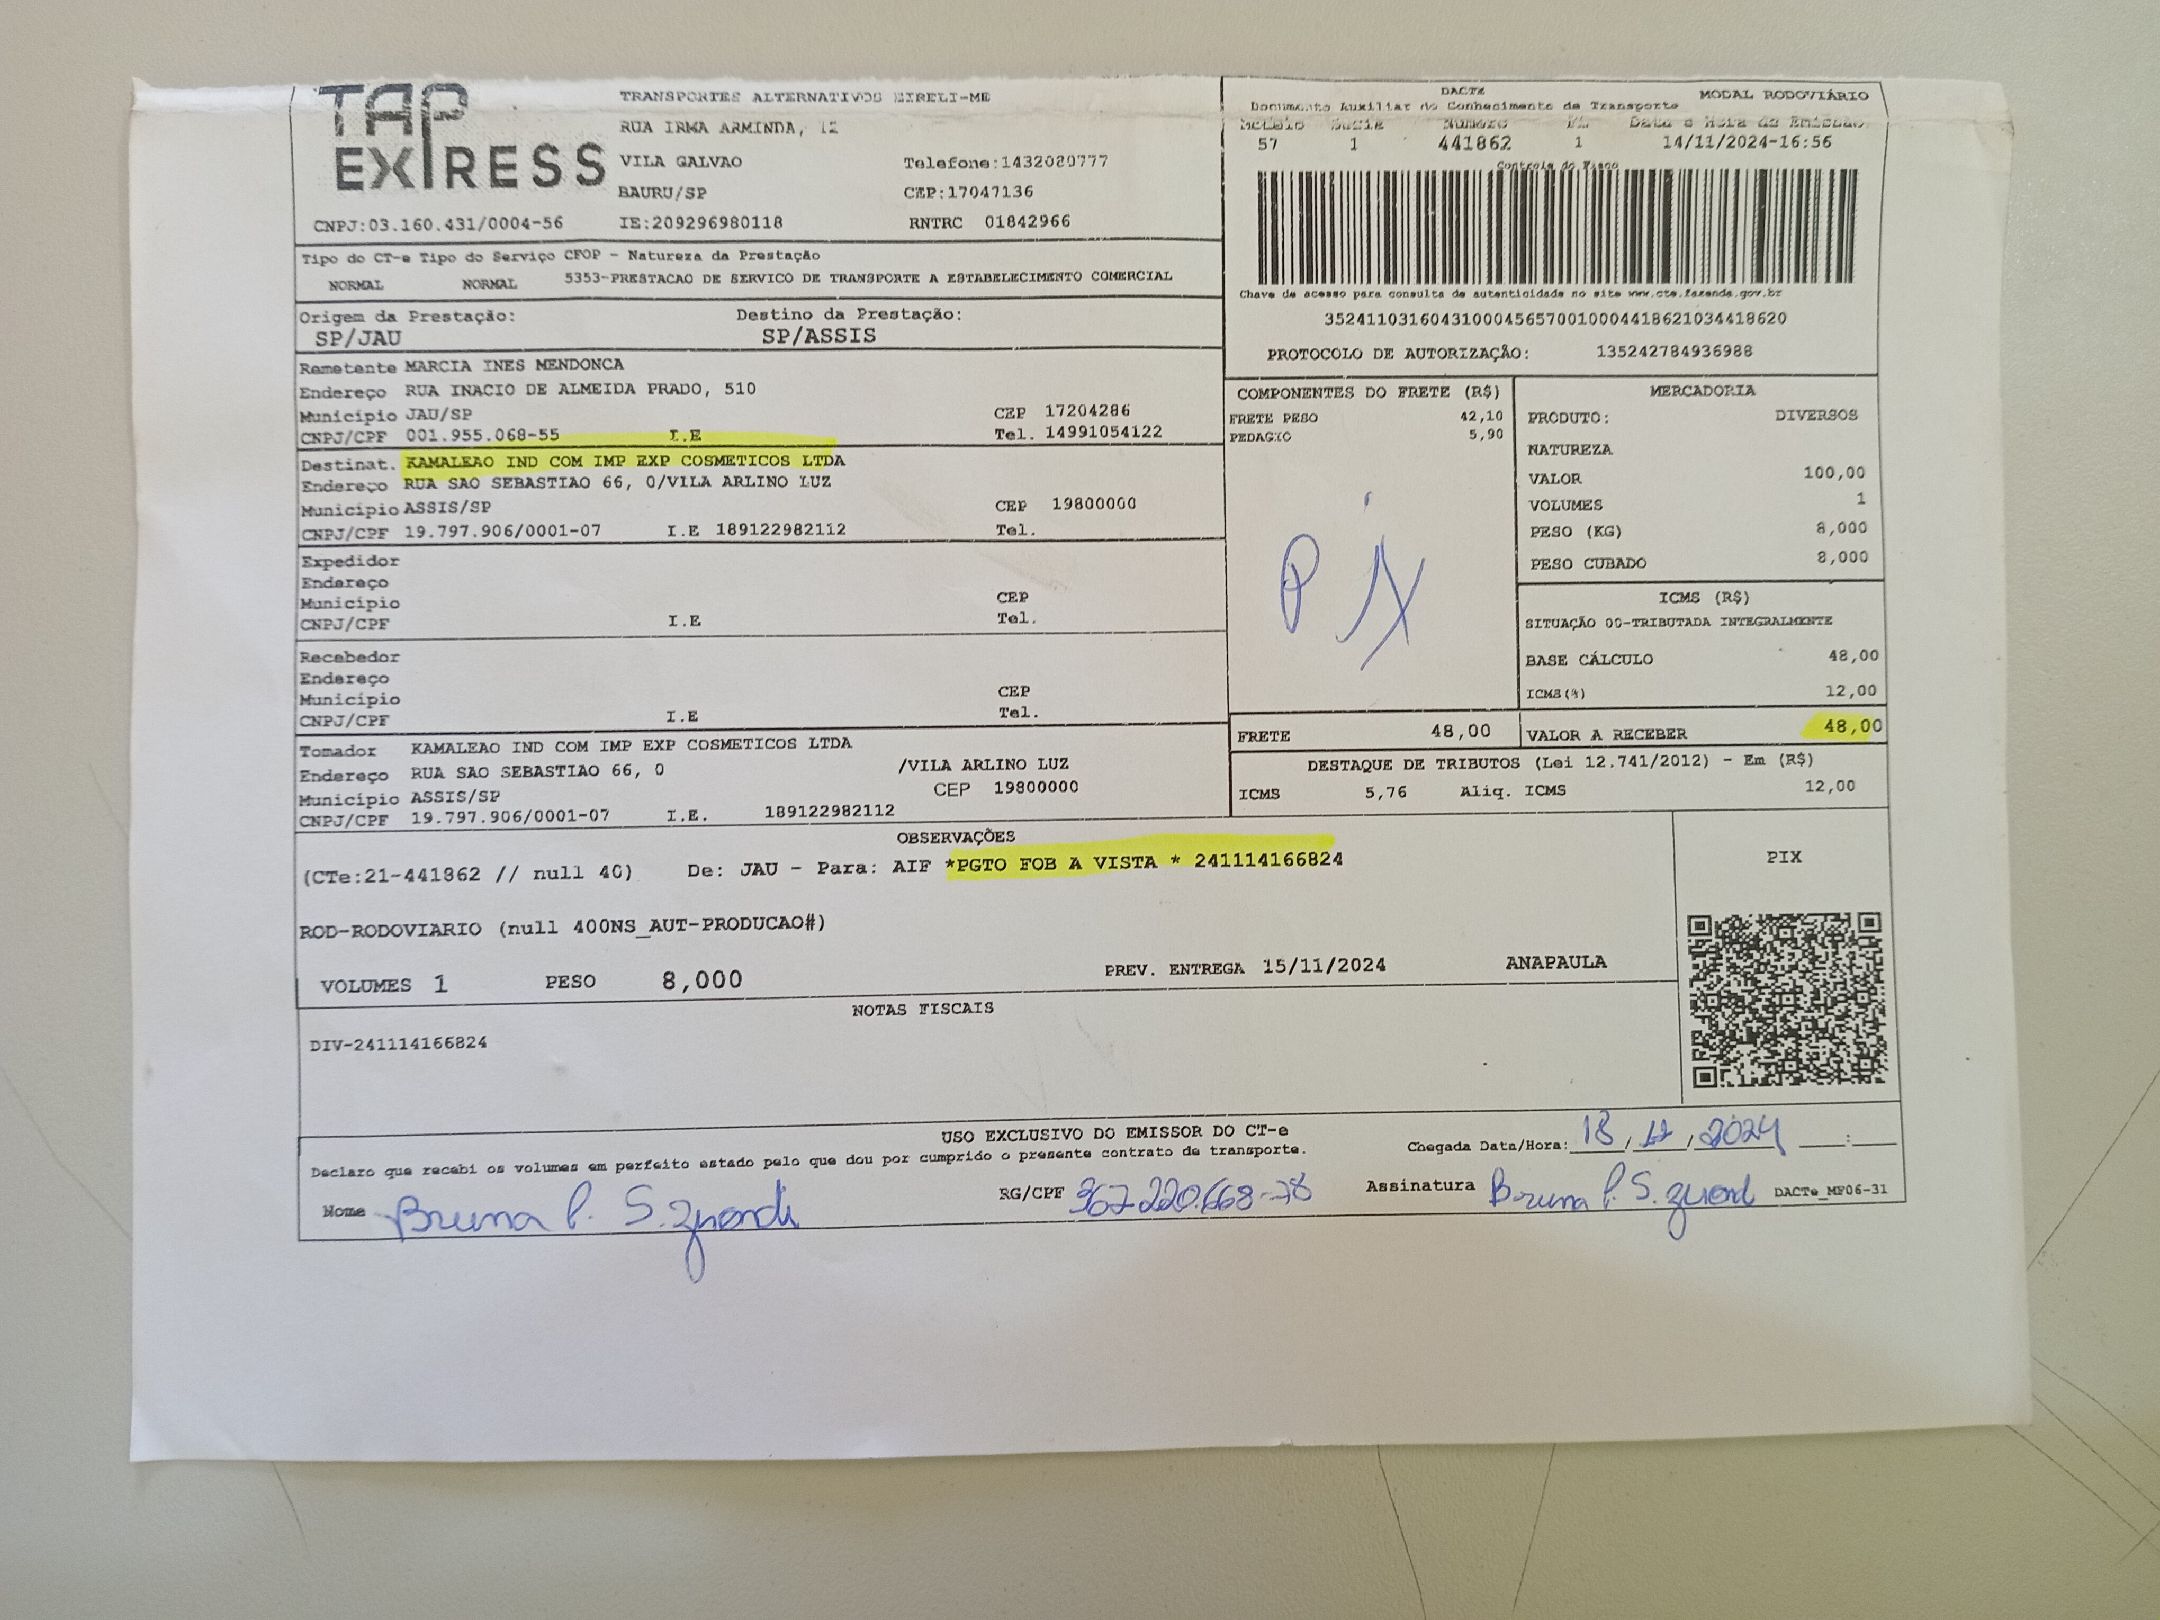 TAP
EXPRESS
TRANSPORTES ALTERNATIVOS EIRELI-ME
RUA IRMA ARMINDA, 12
VILA GALVAO Telefone:1432080777
BAURU/SP CEP:17047136
CNPJ:03.160.431/0004-56 IE:209296980118 RNTRC 01842966
DACTE MODAL RODOVIÁRIO
Documento Auxiliar do Conhecimento de Transporte
Modelo Serie Número Fl Data e Hora de Emissão
57 1 441862 1 14/11/2024-16:56
Controle do Fisco
Chave de acesso para consulta de autenticidade no site www.cte.fazenda.gov.br
35241103160431000456570010004418621034418620
PROTOCOLO DE AUTORIZAÇÃO: 135242784936988
Tipo do CT-e Tipo do Serviço CFOP - Natureza da Prestação
NORMAL NORMAL 5353-PRESTACAO DE SERVICO DE TRANSPORTE A ESTABELECIMENTO COMERCIAL
Origem da Prestação: Destino da Prestação:
SP/JAU SP/ASSIS
Remetente MARCIA INES MENDONCA
Endereço RUA INACIO DE ALMEIDA PRADO, 510
Município JAU/SP CEP 17204286
CNPJ/CPF 001.955.068-55 I.E Tel. 14991054122
Destinat. KAMALEAO IND COM IMP EXP COSMETICOS LTDA
Endereço RUA SAO SEBASTIAO 66, 0/VILA ARLINO LUZ
Município ASSIS/SP CEP 19800000
CNPJ/CPF 19.797.906/0001-07 I.E 189122982112 Tel.
Expedidor
Endereço
Município CEP
CNPJ/CPF I.E Tel.
Recebedor
Endereço
Município CEP
CNPJ/CPF I.E Tel.
Tomador KAMALEAO IND COM IMP EXP COSMETICOS LTDA
Endereço RUA SAO SEBASTIAO 66, 0 /VILA ARLINO LUZ
Município ASSIS/SP CEP 19800000
CNPJ/CPF 19.797.906/0001-07 I.E. 189122982112
COMPONENTES DO FRETE (R$)
FRETE PESO 42,10
PEDAGIO 5,90
Pix
FRETE 48,00
MERCADORIA
PRODUTO: DIVERSOS
NATUREZA
VALOR 100,00
VOLUMES 1
PESO (KG) 8,000
PESO CUBADO 8,000
ICMS (R$)
SITUAÇÃO 00-TRIBUTADA INTEGRALMENTE
BASE CÁLCULO 48,00
ICMS(%) 12,00
VALOR A RECEBER 48,00
DESTAQUE DE TRIBUTOS (Lei 12.741/2012) - Em (R$)
ICMS 5,76 Aliq. ICMS 12,00
OBSERVAÇÕES
(CTe:21-441862 // null 40) De: JAU - Para: AIF *PGTO FOB A VISTA * 241114166824
ROD-RODOVIARIO (null 400NS_AUT-PRODUCAO#)
VOLUMES 1 PESO 8,000 PREV. ENTREGA 15/11/2024 ANAPAULA
PIX
NOTAS FISCAIS
DIV-241114166824
USO EXCLUSIVO DO EMISSOR DO CT-e
Declaro que recebi os volumes em perfeito estado pelo que dou por cumprido o presente contrato de transporte.
Chegada Data/Hora: 18/12/2024 :
Nome Bruna P. S. RG/CPF 367220.668-78 Assinatura Bruna P. S. DACTe_MF06-31